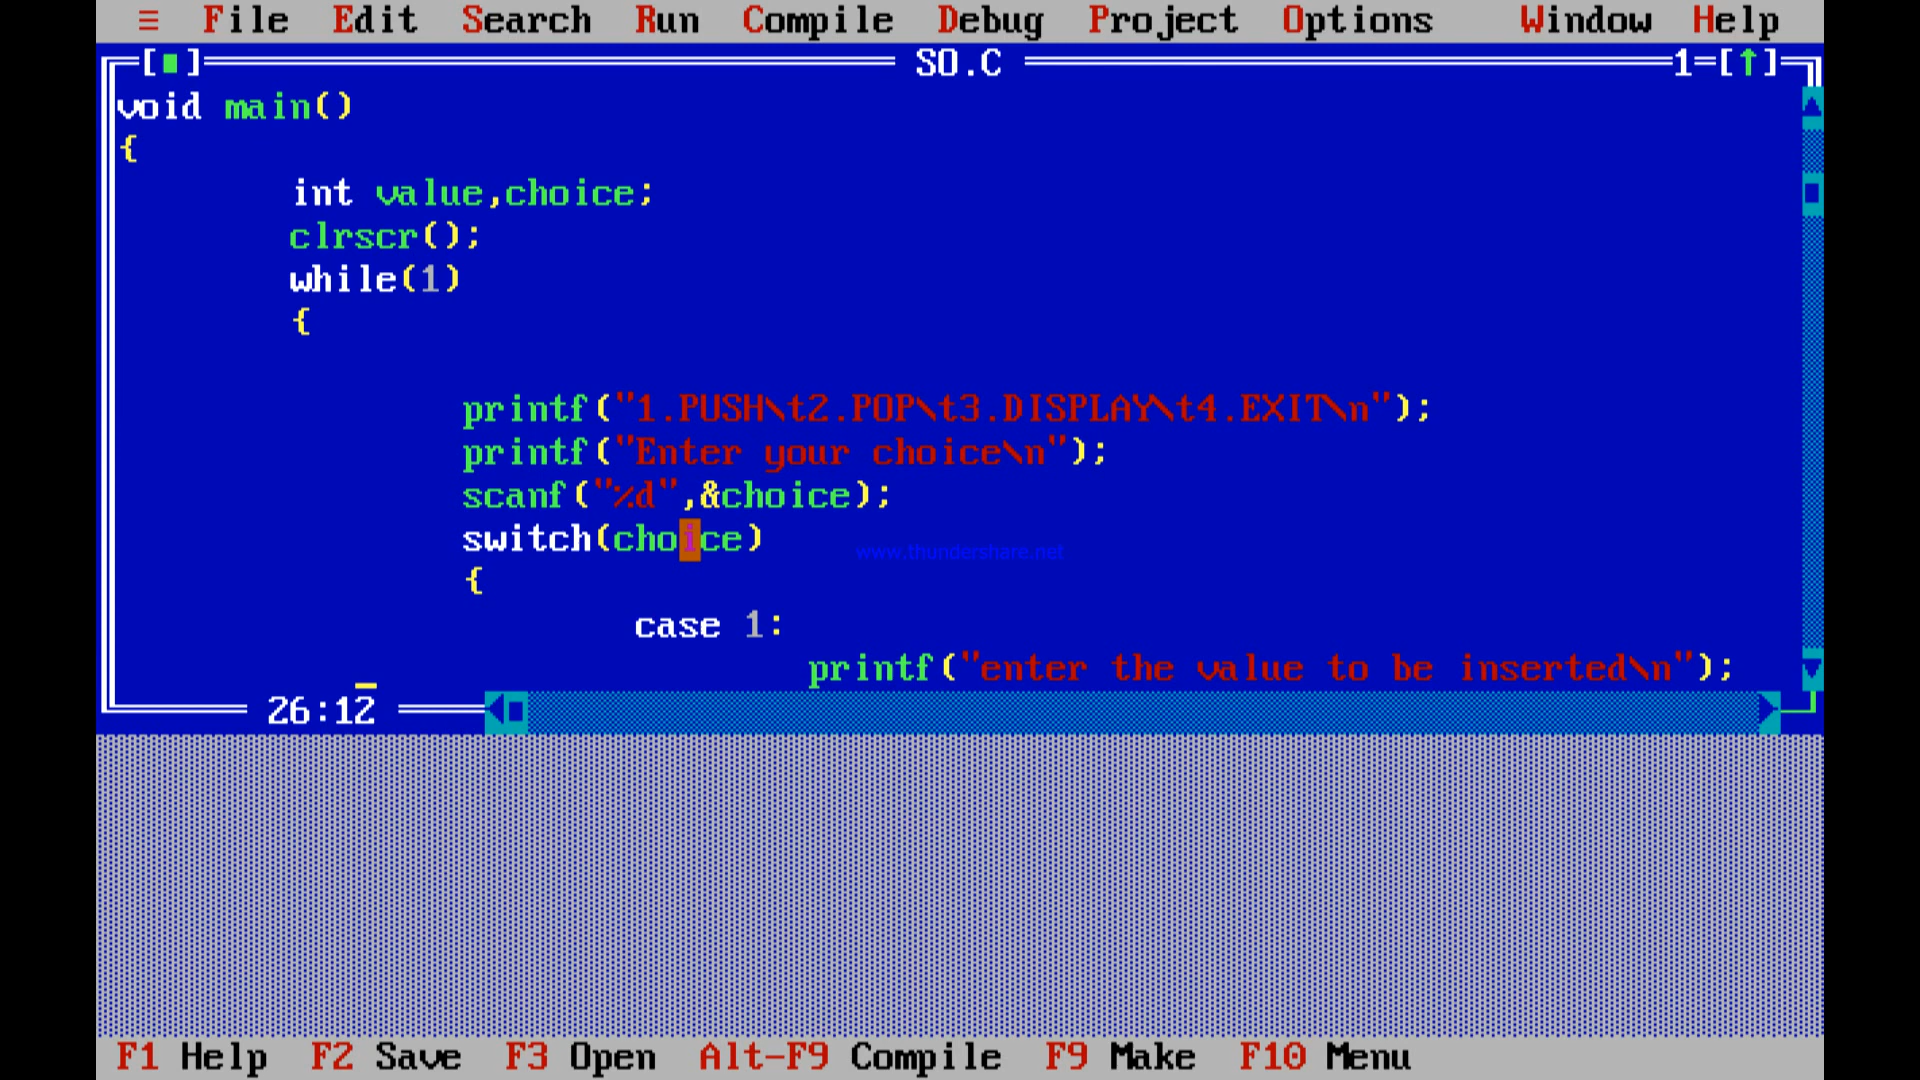 ≡ File Edit Search Run Compile Debug Project Options Window Help
[■] SO.C 1=[↑]
void main()
{
int value,choice;
clrscr();
while(1)
{
printf("1.PUSH\t2.POP\t3.DISPLAY\t4.EXIT\n");
printf("Enter your choice\n");
scanf("%d",&choice);
switch(choice)
www.thundershare.net
{
case 1:
printf("enter the value to be inserted\n");
26:12
F1 Help F2 Save F3 Open Alt-F9 Compile F9 Make F10 Menu